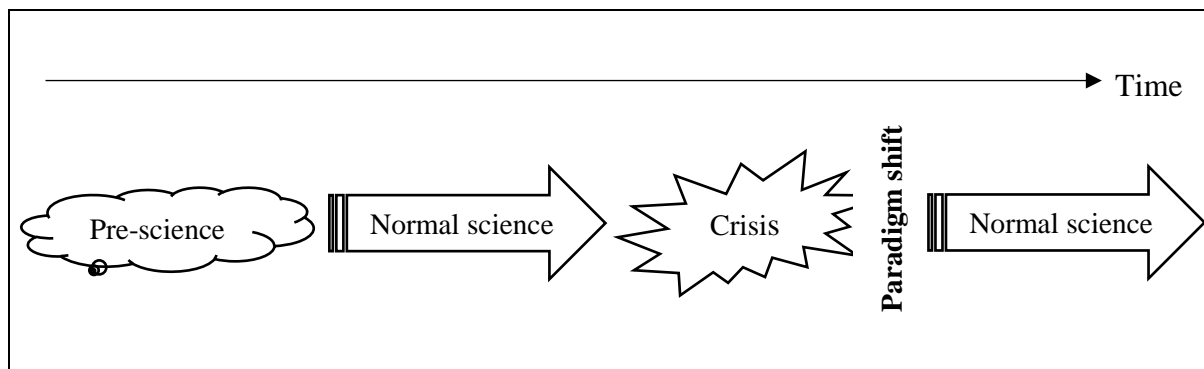 Time
Pre-science
Normal science
Crisis
Paradigm shift
Normal science